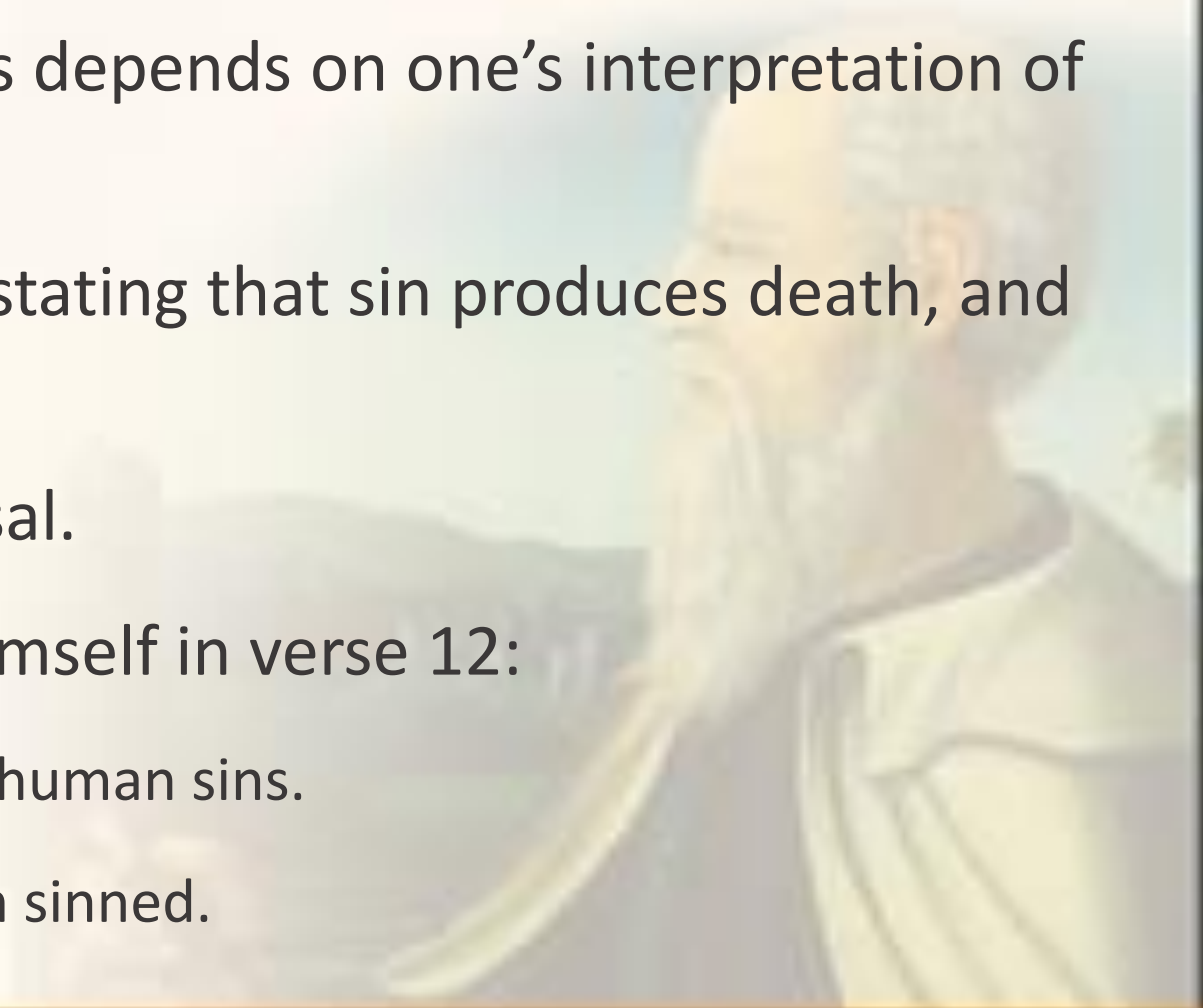 s depends on one’s interpretation of
stating that sin produces death, and
sal.
mself in verse 12:
human sins.
sinned.